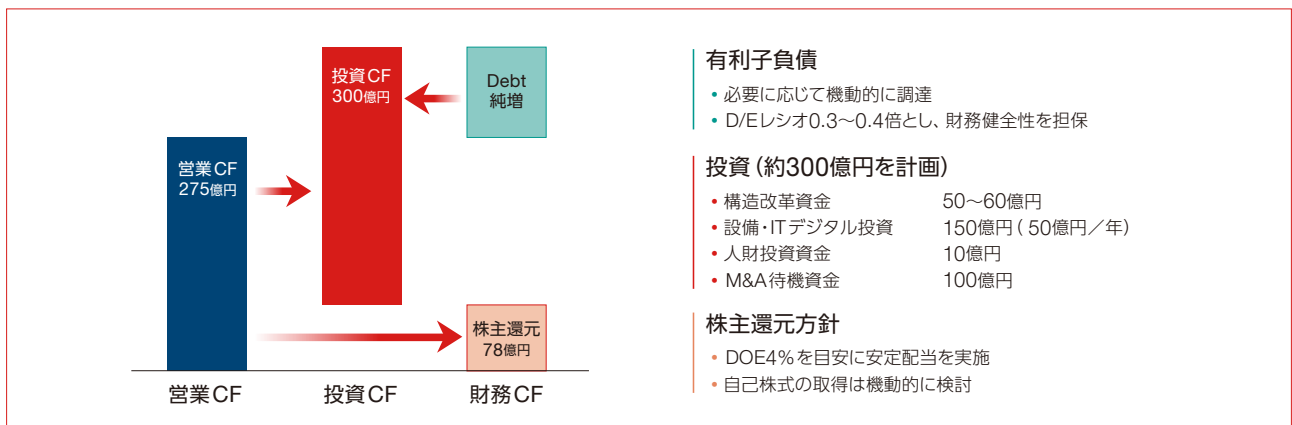 営業CF
275億円
投資CF
300億円
Debt
純増
株主還元
78億円
営業CF
投資CF
財務CF
有利子負債
• 必要に応じて機動的に調達
• D/Eレシオ0.3～0.4倍とし、財務健全性を担保
投資（約300億円を計画）
• 構造改革資金 50～60億円
• 設備・ITデジタル投資 150億円（50億円／年）
• 人財投資資金 10億円
• M&A待機資金 100億円
株主還元方針
• DOE4%を目安に安定配当を実施
• 自己株式の取得は機動的に検討